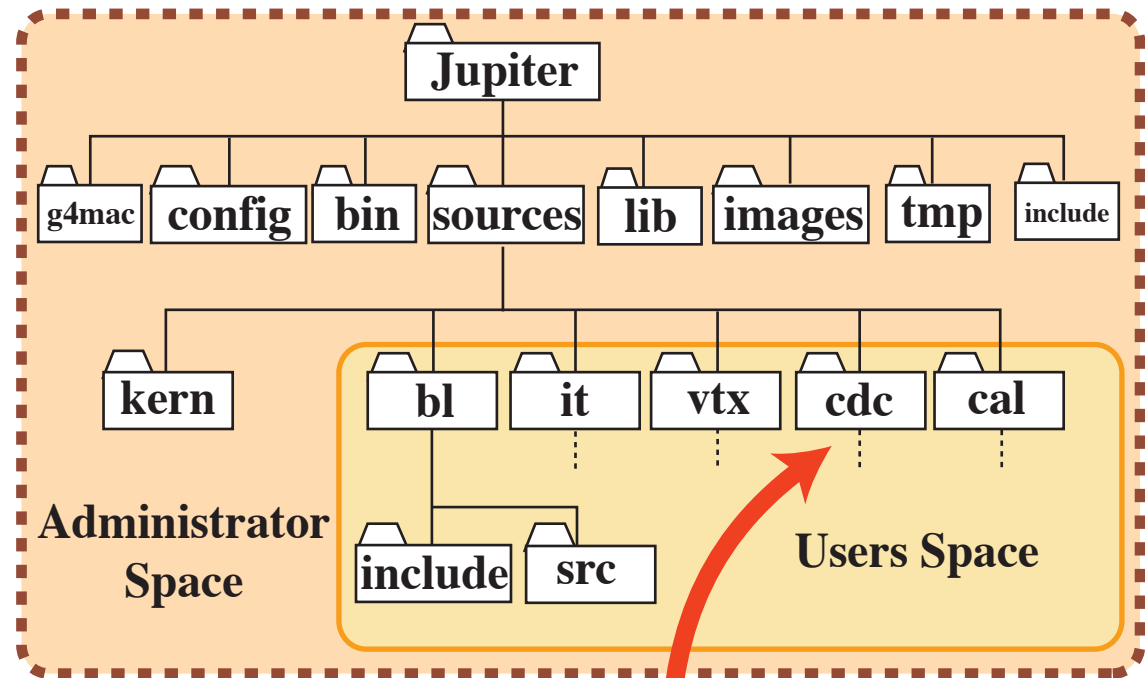 Jupiter
g4mac config bin sources lib images tmp include
kern bl it vtx cdc cal
Administrator
Space
include src
Users Space